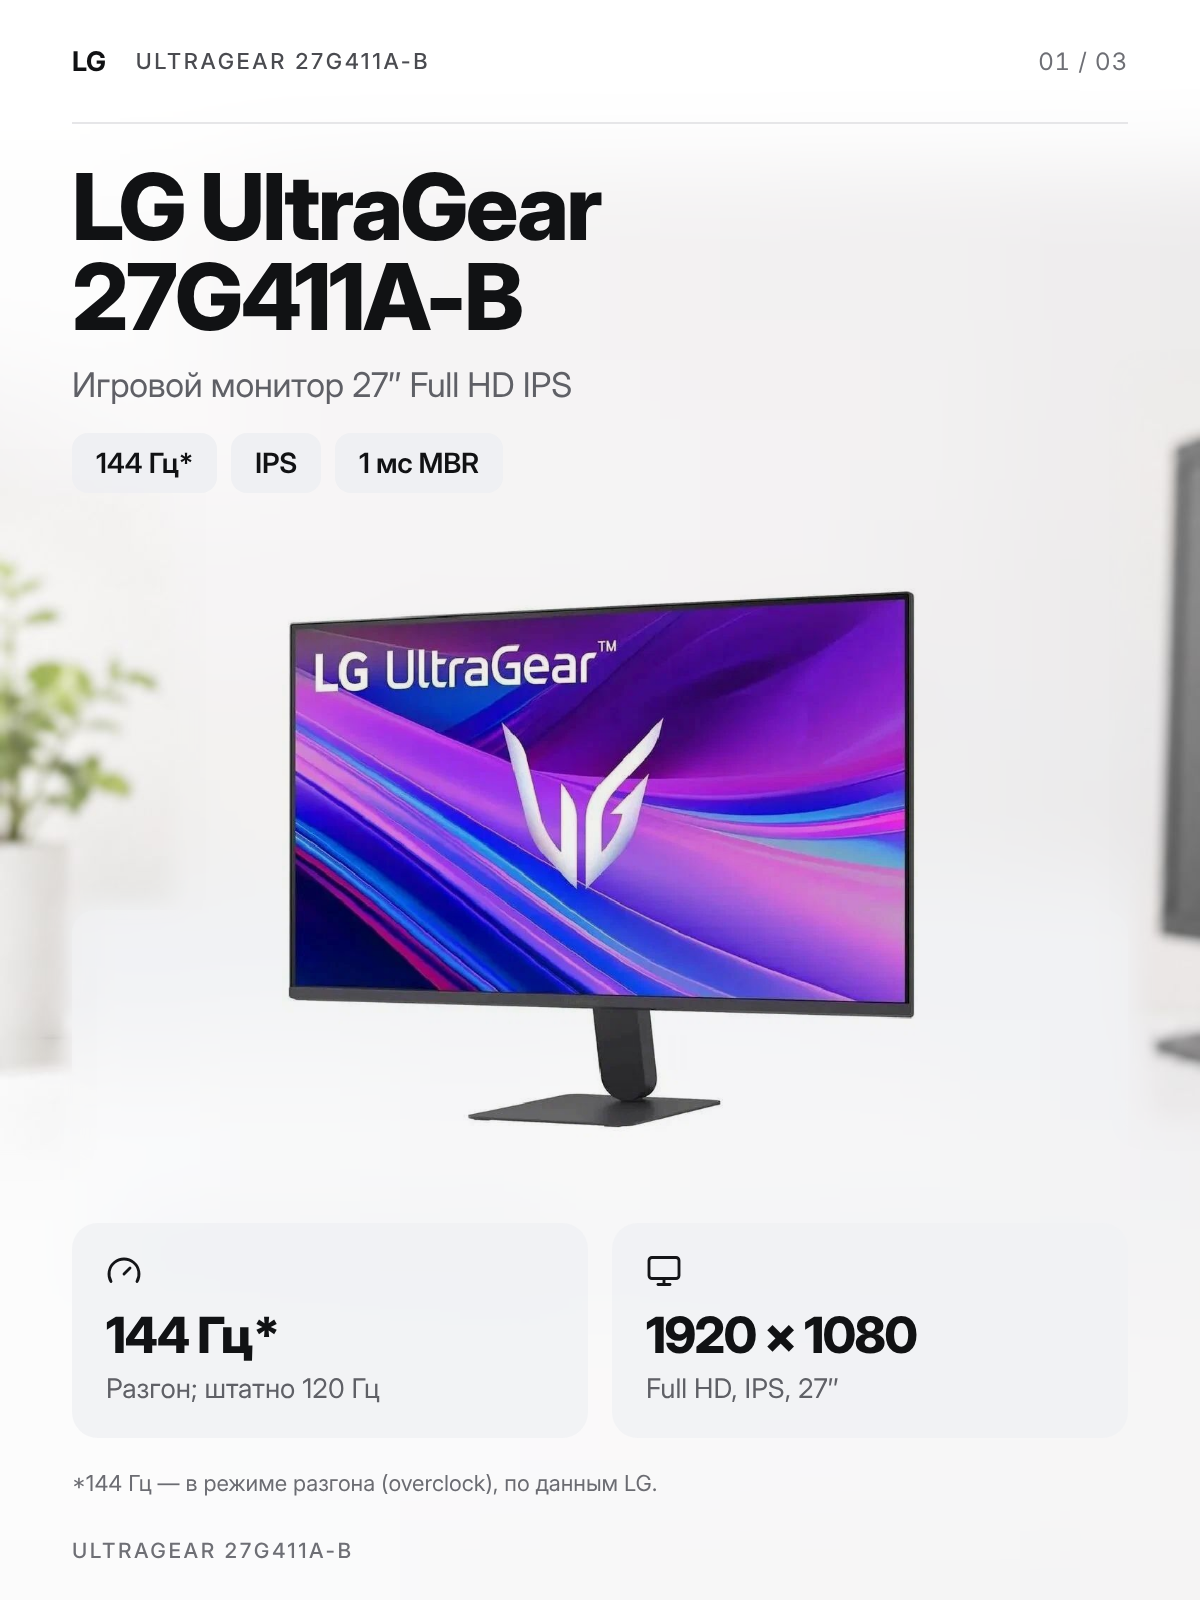 LG ULTRAGEAR 27G411A-B 01 / 03
LG UltraGear
27G411A-B
Игровой монитор 27″ Full HD IPS
144 Гц* IPS 1 мс MBR
LG UltraGear™
144 Гц* 1920 × 1080
Разгон; штатно 120 Гц Full HD, IPS, 27″
*144 Гц — в режиме разгона (overclock), по данным LG.
ULTRAGEAR 27G411A-B